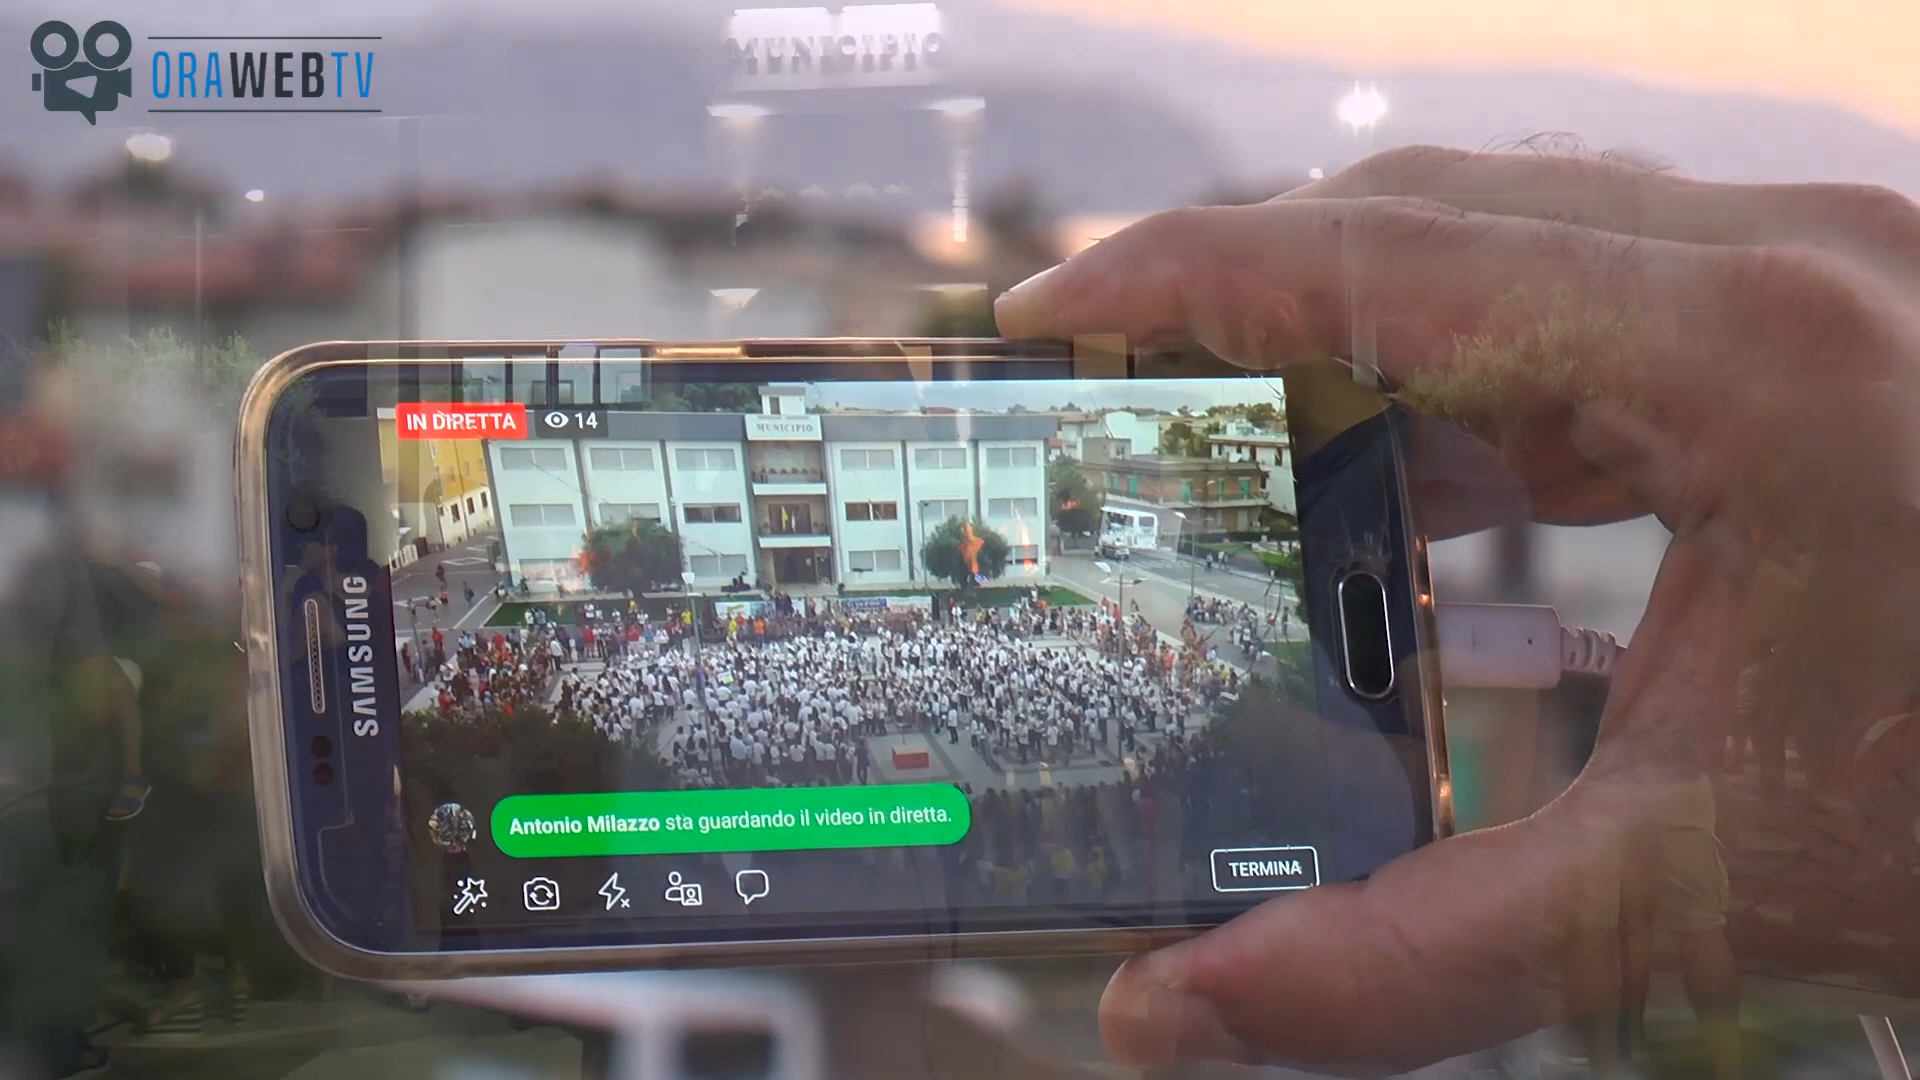 ORAWEBTV
MUNICIPIO
IN DIRETTA
14
MUNICIPIO
SAMSUNG
Antonio Milazzo sta guardando il video in diretta.
TERMINA